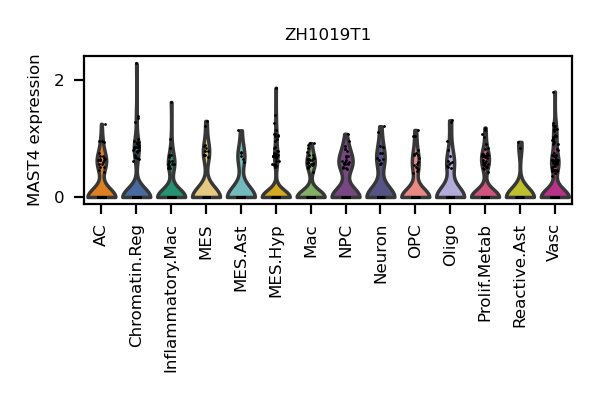 ZH1019T1
MAST4 expression
2
0
AC
Chromatin.Reg
Inflammatory.Mac
MES
MES.Ast
MES.Hyp
Mac
NPC
Neuron
OPC
Oligo
Prolif.Metab
Reactive.Ast
Vasc